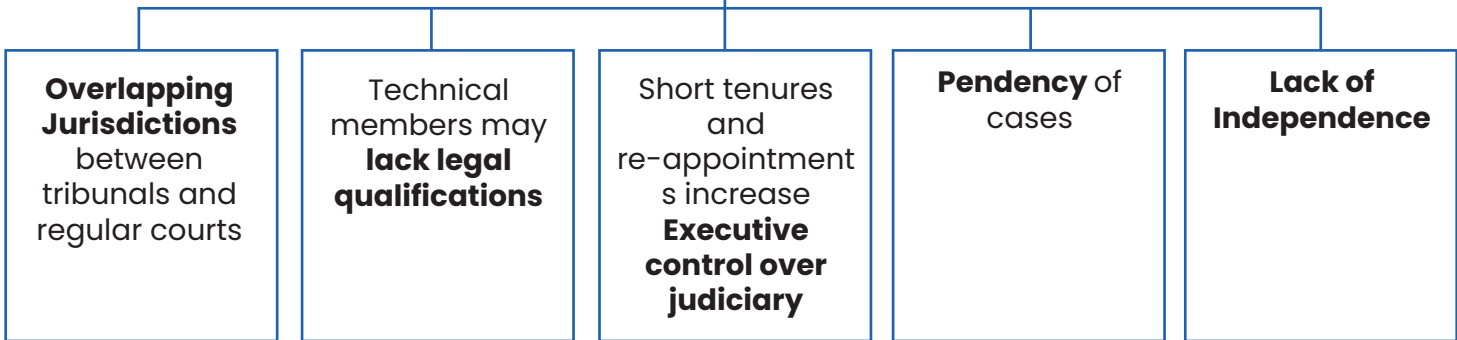 Overlapping
Jurisdictions
between
tribunals and
regular courts
Technical
members may
lack legal
qualifications
Short tenures
and
re-appointment
s increase
Executive
control over
judiciary
Pendency of
cases
Lack of
Independence